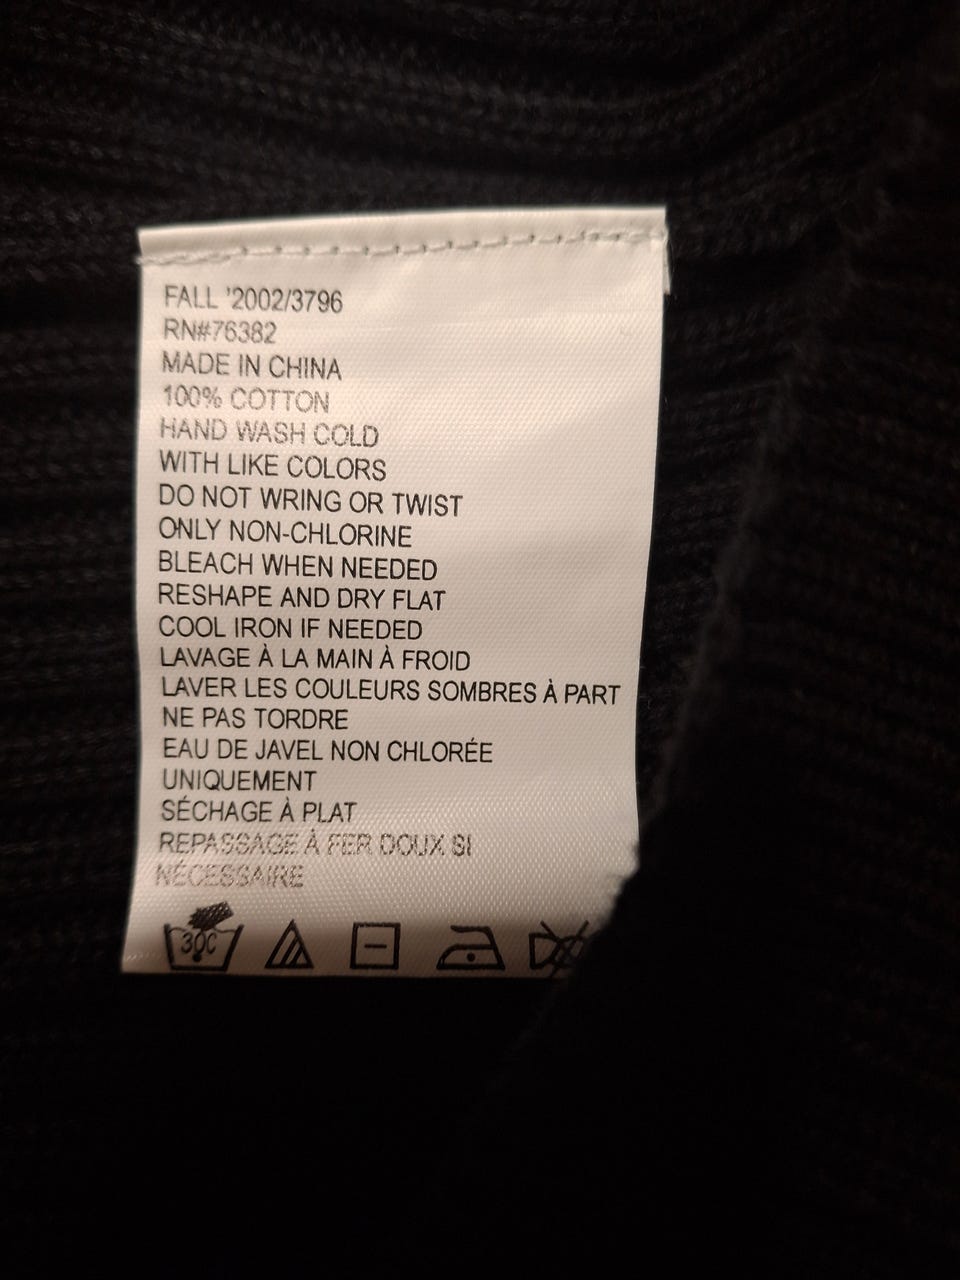 FALL '2002/3796
RN#76382
MADE IN CHINA
100% COTTON
HAND WASH COLD
WITH LIKE COLORS
DO NOT WRING OR TWIST
ONLY NON-CHLORINE
BLEACH WHEN NEEDED
RESHAPE AND DRY FLAT
COOL IRON IF NEEDED
LAVAGE À LA MAIN À FROID
LAVER LES COULEURS SOMBRES À PART
NE PAS TORDRE
EAU DE JAVEL NON CHLORÉE
UNIQUEMENT
SÉCHAGE À PLAT
REPASSAGE À FER DOUX SI
NÉCESSAIRE
30C